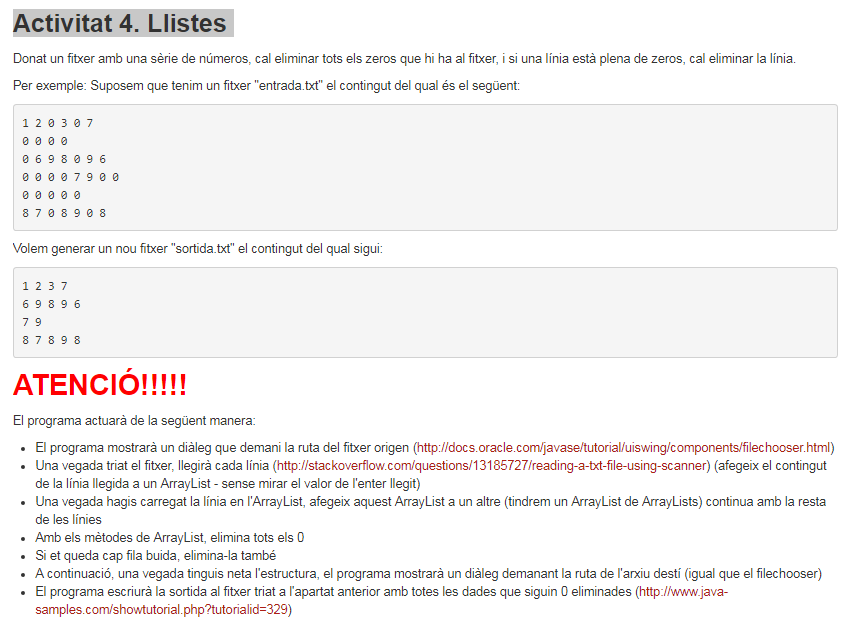 Activitat 4. Llistes
Donat un fitxer amb una sèrie de números, cal eliminar tots els zeros que hi ha al fitxer, i si una línia està plena de zeros, cal eliminar la línia.
Per exemple: Suposem que tenim un fitxer "entrada.txt" el contingut del qual és el següent:
1 2 0 3 0 7
0 0 0 0
0 6 9 8 0 9 6
0 0 0 0 7 9 0 0
0 0 0 0 0
8 7 0 8 9 0 8
Volem generar un nou fitxer "sortida.txt" el contingut del qual sigui:
1 2 3 7
6 9 8 9 6
7 9
8 7 8 9 8
ATENCIÓ!!!!!
El programa actuarà de la següent manera:
• El programa mostrarà un diàleg que demani la ruta del fitxer origen (http://docs.oracle.com/javase/tutorial/uiswing/components/filechooser.html)
• Una vegada triat el fitxer, llegirà cada línia (http://stackoverflow.com/questions/13185727/reading-a-txt-file-using-scanner) (afegeix el contingut
de la línia llegida a un ArrayList - sense mirar el valor de l'enter llegit)
• Una vegada hagis carregat la línia en l'ArrayList, afegeix aquest ArrayList a un altre (tindrem un ArrayList de ArrayLists) continua amb la resta
de les línies
• Amb els mètodes de ArrayList, elimina tots els 0
• Si et queda cap fila buida, elimina-la també
• A continuació, una vegada tinguis neta l'estructura, el programa mostrarà un diàleg demanant la ruta de l'arxiu destí (igual que el filechooser)
• El programa escriurà la sortida al fitxer triat a l'apartat anterior amb totes les dades que siguin 0 eliminades (http://www.java-
samples.com/showtutorial.php?tutorialid=329)